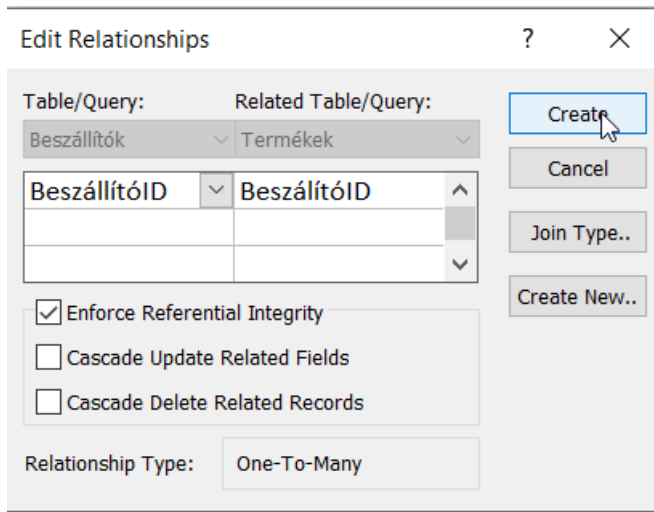 Edit Relationships ? ×
Table/Query: Related Table/Query:
Create
Beszállítók Termékek
Cancel
BeszállítóID BeszálítóID
Join Type..
Create New..
Enforce Referential Integrity
Cascade Update Related Fields
Cascade Delete Related Records
Relationship Type: One-To-Many